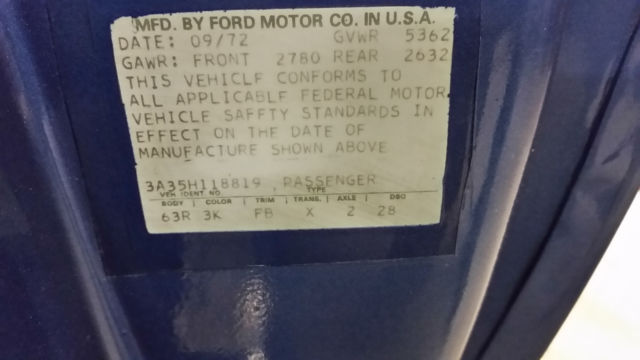 MFD. BY FORD MOTOR CO. IN U.S.A.
DATE: 09/72 GVWR 5362
GAWR: FRONT 2780 REAR 2632
THIS VEHICLE CONFORMS TO
ALL APPLICABLE FEDERAL MOTOR
VEHICLE SAFFTY STANDARDS IN
EFFECT ON THE DATE OF
MANUFACTURE SHOWN ABOVE
3A35H118819 , PASSENGER
VEH. IDENT. NO. TYPE
BODY | COLOR | TRIM | TRANS. | AXLE | DSO
63R 3K FB X 2 28